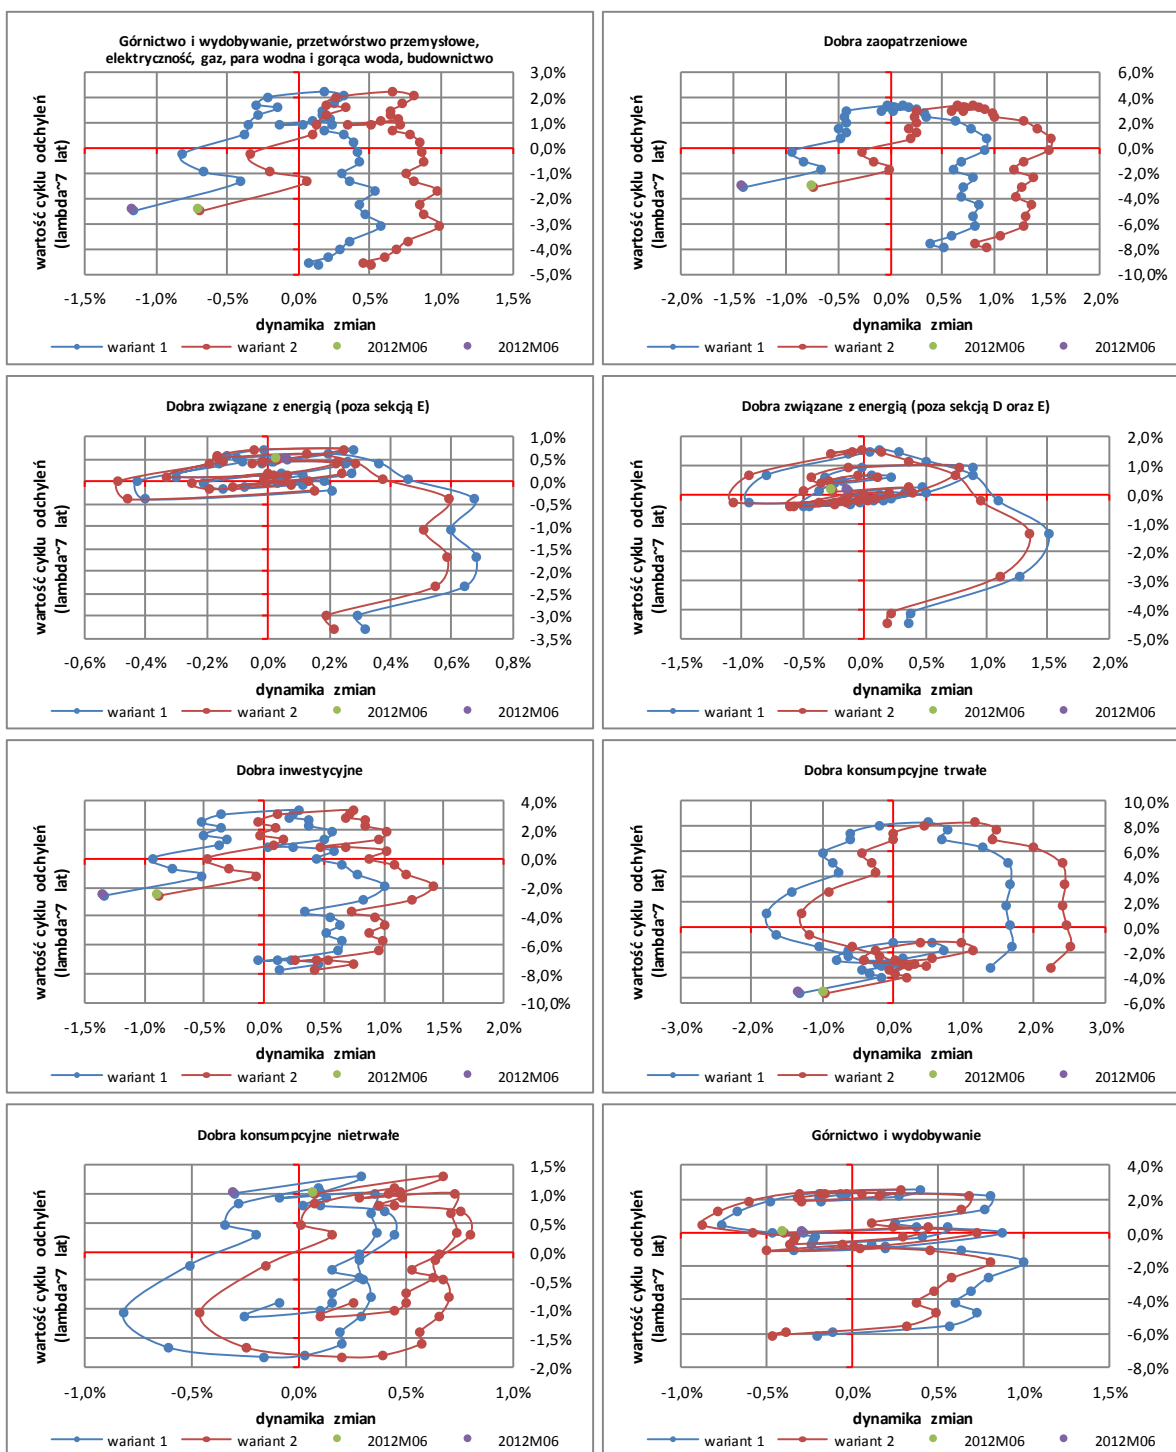 Górnictwo i wydobywanie, przetwórstwo przemysłowe,
elektryczność, gaz, para wodna i gorąca woda, budownictwo
wartość cyklu odchyleń
(lambda~7 lat)
3,0%
2,0%
1,0%
0,0%
-1,0%
-2,0%
-3,0%
-4,0%
-5,0%
-1,5% -1,0% -0,5% 0,0% 0,5% 1,0% 1,5%
dynamika zmian
wariant 1 wariant 2 2012M06 2012M06
Dobra zaopatrzeniowe
wartość cyklu odchyleń
(lambda~7 lat)
6,0%
4,0%
2,0%
0,0%
-2,0%
-4,0%
-6,0%
-8,0%
-10,0%
-2,0% -1,5% -1,0% -0,5% 0,0% 0,5% 1,0% 1,5% 2,0%
dynamika zmian
wariant 1 wariant 2 2012M06 2012M06
Dobra związane z energią (poza sekcją E)
wartość cyklu odchyleń
(lambda~7 lat)
1,0%
0,5%
0,0%
-0,5%
-1,0%
-1,5%
-2,0%
-2,5%
-3,0%
-3,5%
-0,6% -0,4% -0,2% 0,0% 0,2% 0,4% 0,6% 0,8%
dynamika zmian
wariant 1 wariant 2 2012M06 2012M06
Dobra związane z energią (poza sekcją D oraz E)
wartość cyklu odchyleń
(lambda~7 lat)
2,0%
1,0%
0,0%
-1,0%
-2,0%
-3,0%
-4,0%
-5,0%
-1,5% -1,0% -0,5% 0,0% 0,5% 1,0% 1,5% 2,0%
dynamika zmian
wariant 1 wariant 2 2012M06 2012M06
Dobra inwestycyjne
wartość cyklu odchyleń
(lambda~7 lat)
4,0%
2,0%
0,0%
-2,0%
-4,0%
-6,0%
-8,0%
-10,0%
-1,5% -1,0% -0,5% 0,0% 0,5% 1,0% 1,5% 2,0%
dynamika zmian
wariant 1 wariant 2 2012M06 2012M06
Dobra konsumpcyjne trwałe
wartość cyklu odchyleń
(lambda~7 lat)
10,0%
8,0%
6,0%
4,0%
2,0%
0,0%
-2,0%
-4,0%
-6,0%
-3,0% -2,0% -1,0% 0,0% 1,0% 2,0% 3,0%
dynamika zmian
wariant 1 wariant 2 2012M06 2012M06
Dobra konsumpcyjne nietrwałe
wartość cyklu odchyleń
(lambda~7 lat)
1,5%
1,0%
0,5%
0,0%
-0,5%
-1,0%
-1,5%
-2,0%
-1,0% -0,5% 0,0% 0,5% 1,0%
dynamika zmian
wariant 1 wariant 2 2012M06 2012M06
Górnictwo i wydobywanie
wartość cyklu odchyleń
(lambda~7 lat)
4,0%
2,0%
0,0%
-2,0%
-4,0%
-6,0%
-8,0%
-1,0% -0,5% 0,0% 0,5% 1,0% 1,5%
dynamika zmian
wariant 1 wariant 2 2012M06 2012M06